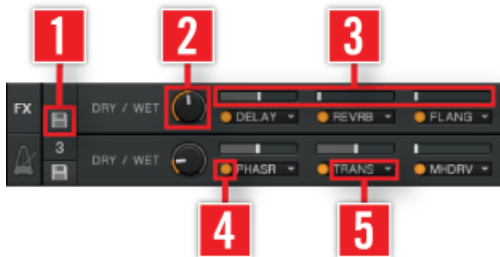 1 2 3
FX DRY / WET DELAY REVRB FLANG
3
DRY / WET PHASR TRANS MHDRV
4 5